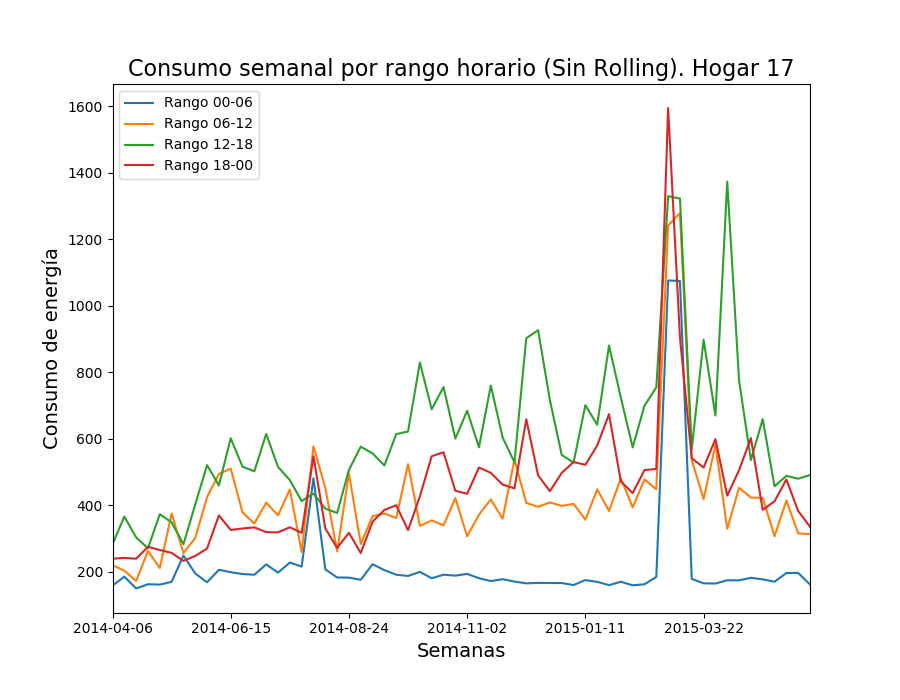 Consumo semanal por rango horario (Sin Rolling). Hogar 17
Rango 00-06
Rango 06-12
Rango 12-18
Rango 18-00
1600
1400
1200
1000
800
600
400
200
Consumo de energía
2014-04-06
2014-06-15
2014-08-24
2014-11-02
2015-01-11
2015-03-22
Semanas